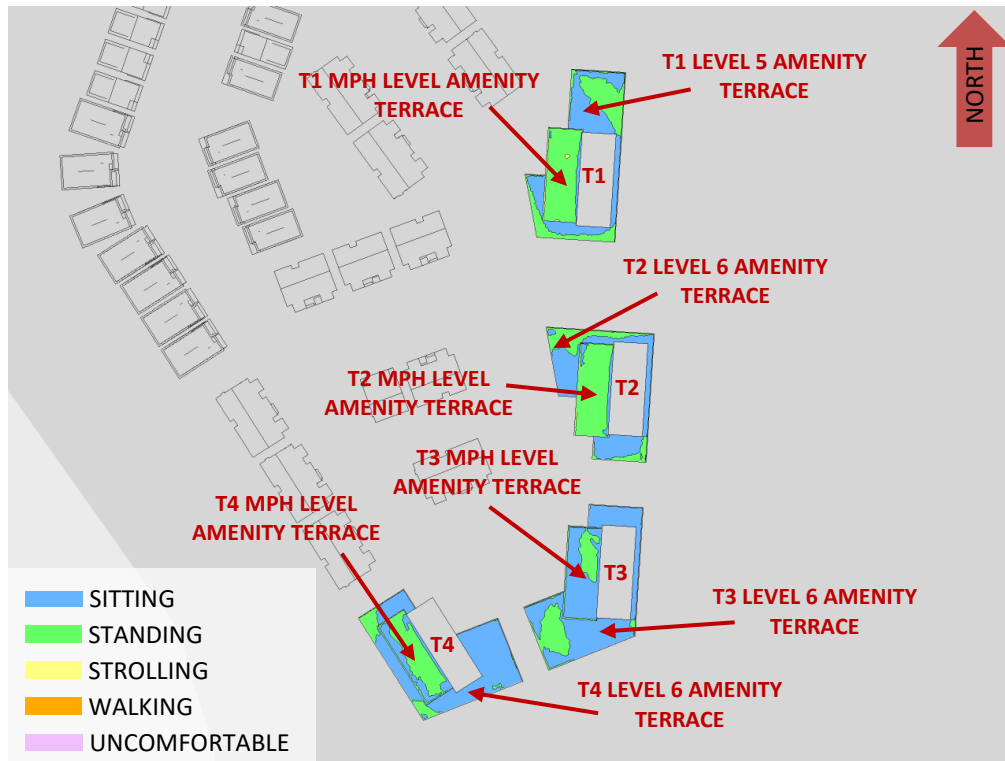 T1 MPH LEVEL AMENITY
TERRACE
T1 LEVEL 5 AMENITY
TERRACE
NORTH
T1
T2 LEVEL 6 AMENITY
TERRACE
T2 MPH LEVEL
AMENITY TERRACE
T2
T3 MPH LEVEL
AMENITY TERRACE
T4 MPH LEVEL
AMENITY TERRACE
T3
T3 LEVEL 6 AMENITY
TERRACE
T4
T4 LEVEL 6 AMENITY
TERRACE
SITTING
STANDING
STROLLING
WALKING
UNCOMFORTABLE